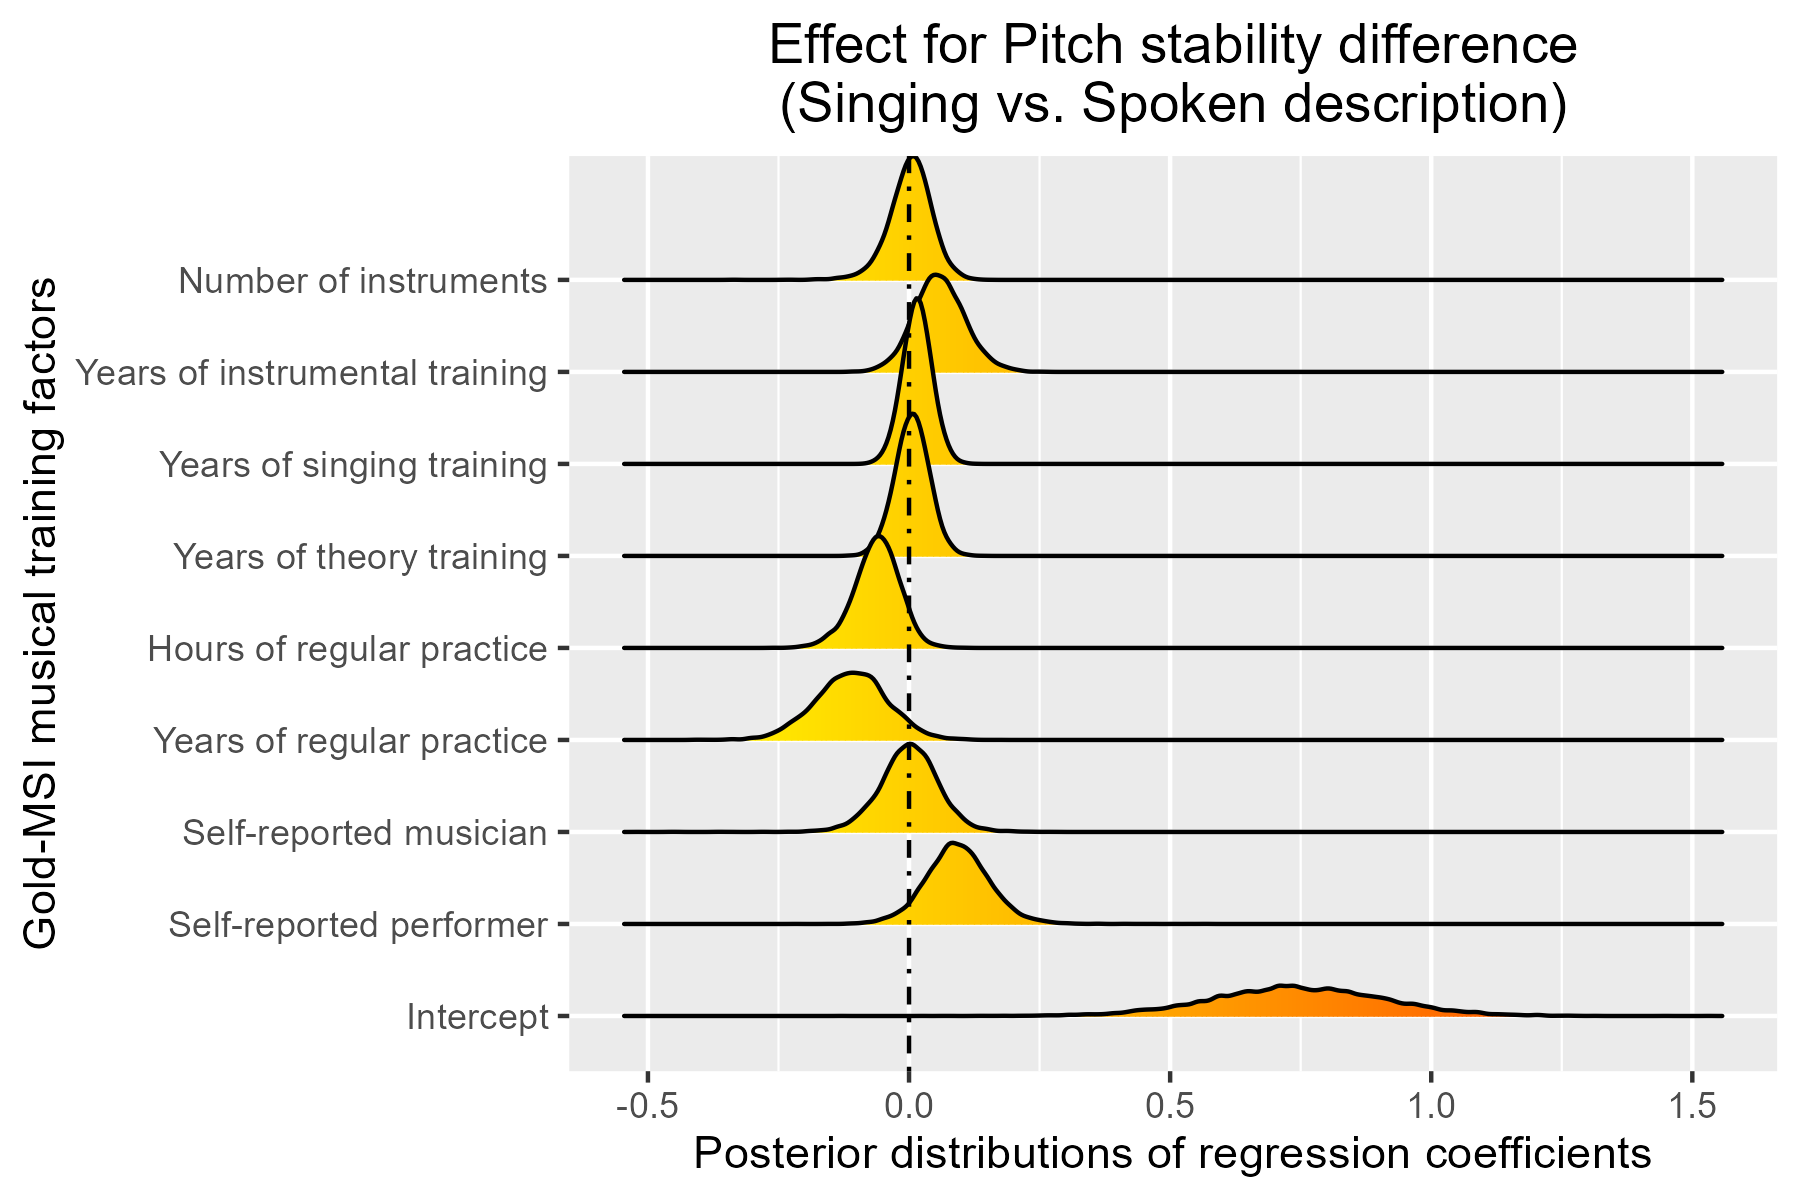 Effect for Pitch stability difference
(Singing vs. Spoken description)
Gold-MSI musical training factors
Number of instruments
Years of instrumental training
Years of singing training
Years of theory training
Hours of regular practice
Years of regular practice
Self-reported musician
Self-reported performer
Intercept
-0.5 0.0 0.5 1.0 1.5
Posterior distributions of regression coefficients